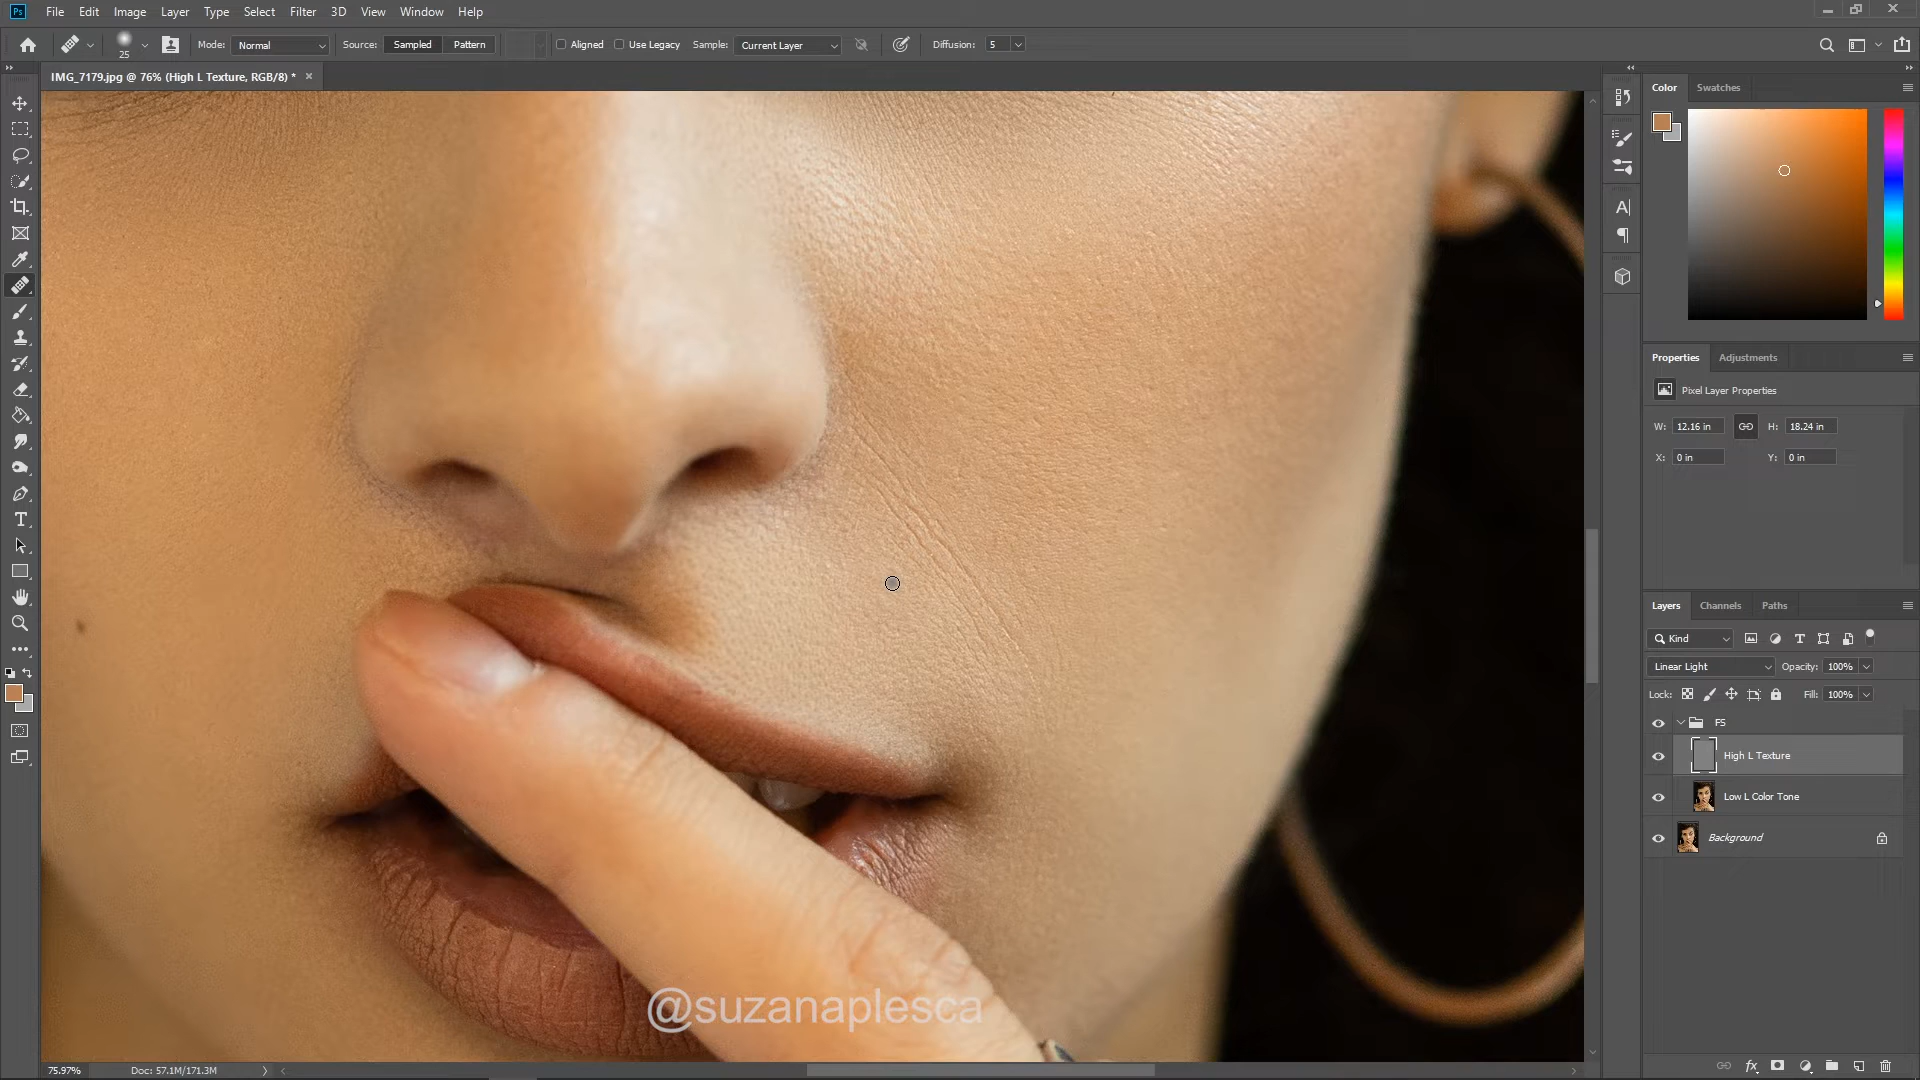 Ps File Edit Image Layer Type Select Filter 3D View Window Help
25 Mode: Normal Source: Sampled Pattern Aligned Use Legacy Sample: Current Layer Diffusion: 5
IMG_7179.jpg @ 76% (High L Texture, RGB/8) * ×
Color Swatches
Properties Adjustments
Pixel Layer Properties
W: 12.16 in H: 18.24 in
X: 0 in Y: 0 in
Layers Channels Paths
Kind
Linear Light Opacity: 100%
Lock: Fill: 100%
FS
High L Texture
Low L Color Tone
Background
@suzanaplesca
75.97% Doc: 57.1M/171.3M